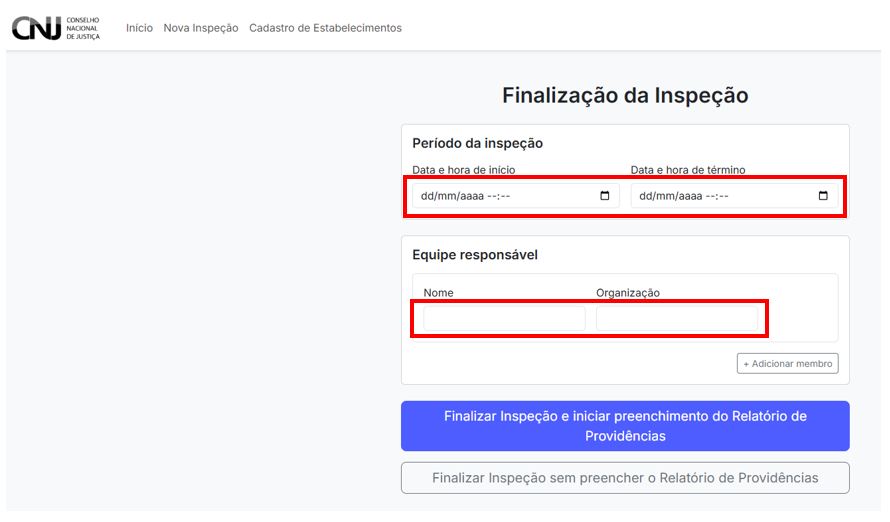 CNJ CONSELHO
NACIONAL
DE JUSTIÇA
Início Nova Inspeção Cadastro de Estabelecimentos
Finalização da Inspeção
Período da inspeção
Data e hora de início Data e hora de término
dd/mm/aaaa --:-- dd/mm/aaaa --:--
Equipe responsável
Nome Organização
+ Adicionar membro
Finalizar Inspeção e iniciar preenchimento do Relatório de
Providências
Finalizar Inspeção sem preencher o Relatório de Providências